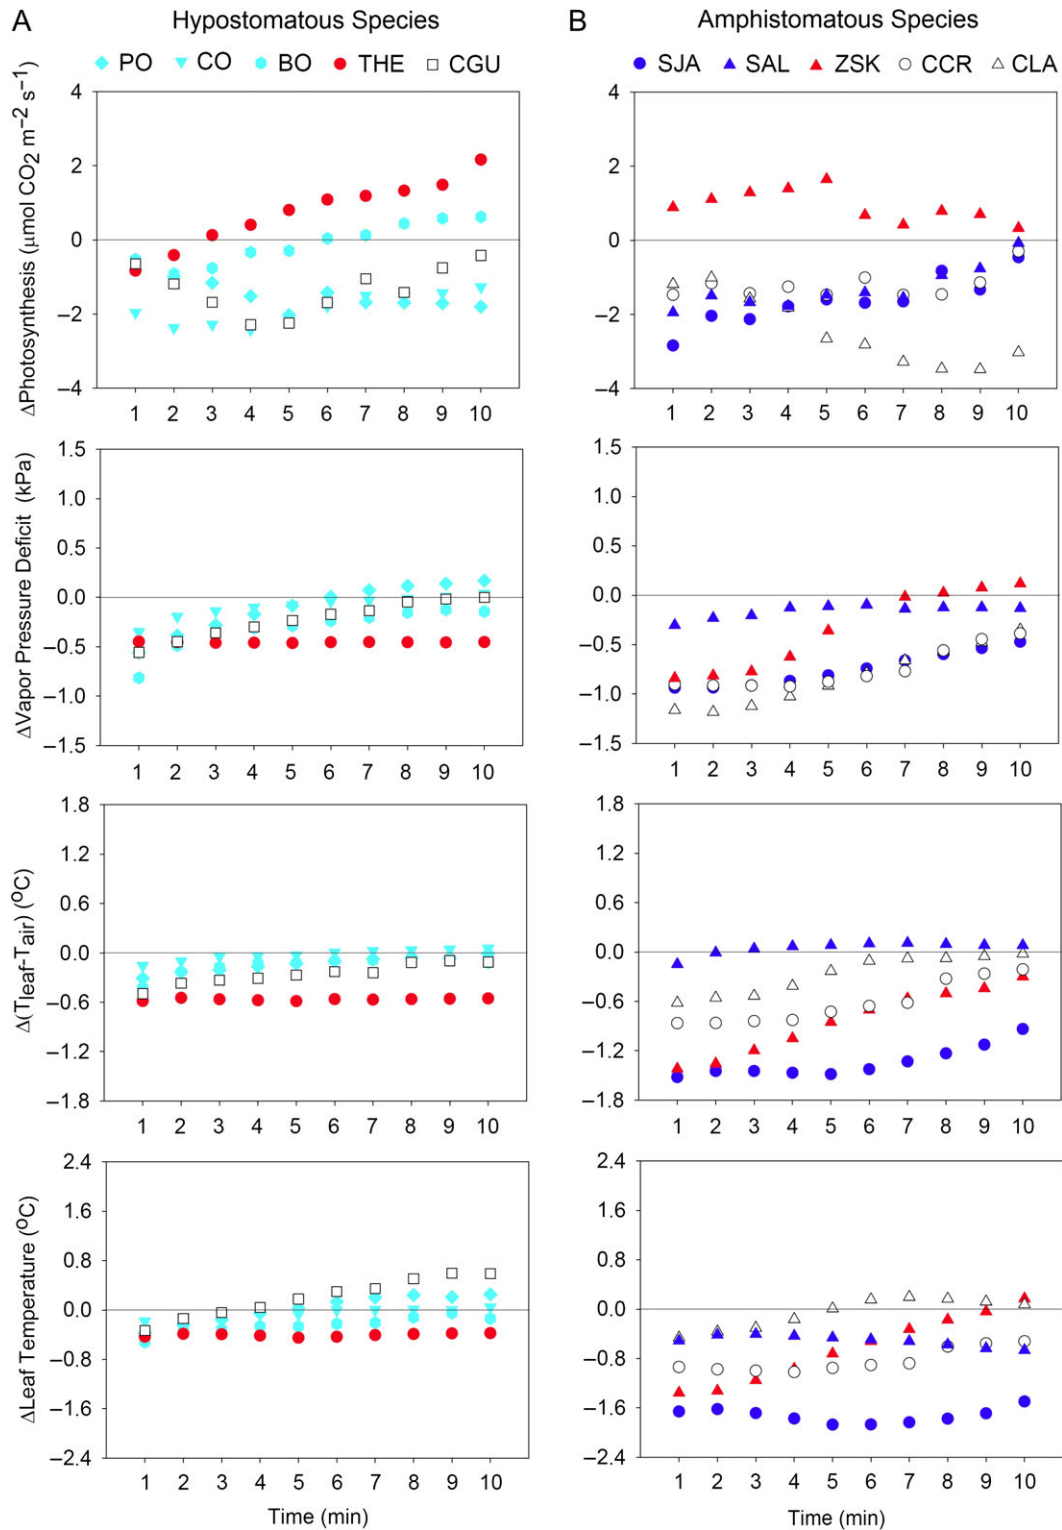 A Hypostomatous Species
PO CO BO THE CGU
ΔPhotosynthesis (μmol CO2 m−2 s−1)
4
2
0
−2
−4
1 2 3 4 5 6 7 8 9 10
ΔVapor Pressure Deficit (kPa)
1.5
1.0
0.5
0.0
−0.5
−1.0
−1.5
1 2 3 4 5 6 7 8 9 10
Δ(Tleaf-Tair) (oC)
1.8
1.2
0.6
0.0
−0.6
−1.2
−1.8
1 2 3 4 5 6 7 8 9 10
ΔLeaf Temperature (oC)
2.4
1.6
0.8
0.0
−0.8
−1.6
−2.4
1 2 3 4 5 6 7 8 9 10
Time (min)
B Amphistomatous Species
SJA SAL ZSK CCR CLA
4
2
0
−2
−4
1 2 3 4 5 6 7 8 9 10
1.5
1.0
0.5
0.0
−0.5
−1.0
−1.5
1 2 3 4 5 6 7 8 9 10
1.8
1.2
0.6
0.0
−0.6
−1.2
−1.8
1 2 3 4 5 6 7 8 9 10
2.4
1.6
0.8
0.0
−0.8
−1.6
−2.4
1 2 3 4 5 6 7 8 9 10
Time (min)